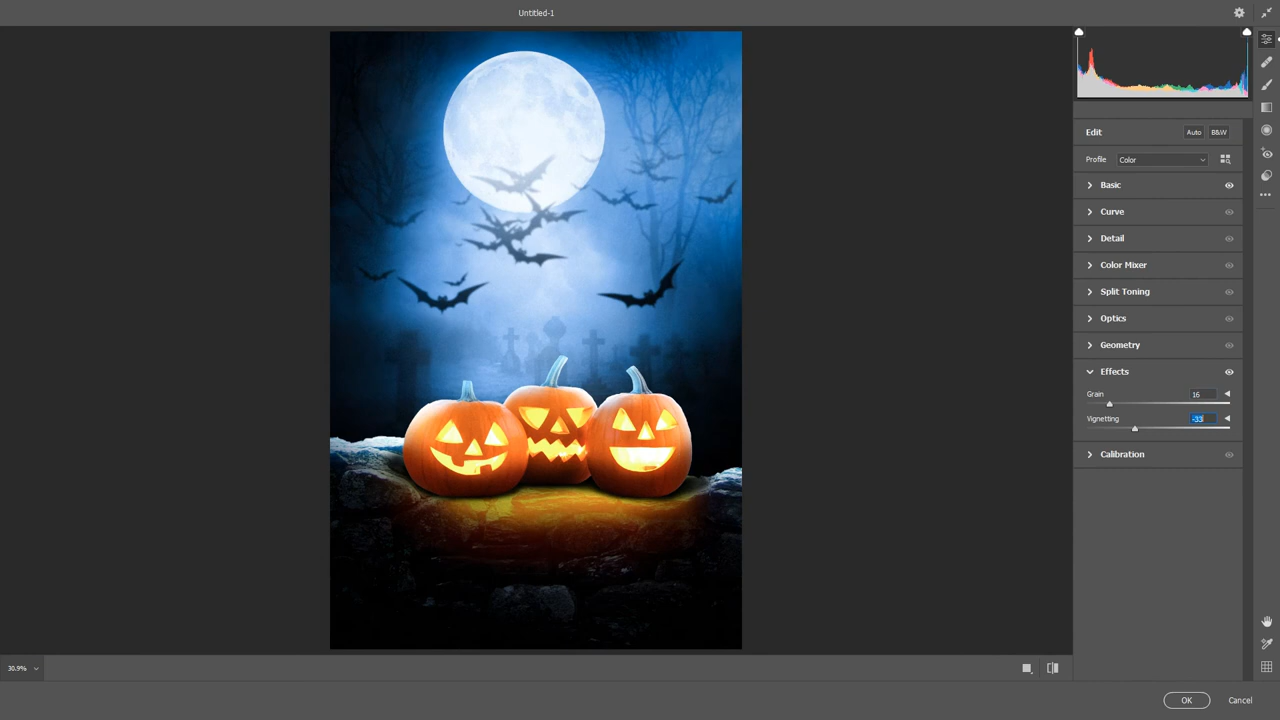 Untitled-1
Edit
Auto
B&W
Profile
Color
Basic
Curve
Detail
Color Mixer
Split Toning
Optics
Geometry
Effects
Grain
16
Vignetting
-33
Calibration
30.9%
OK
Cancel